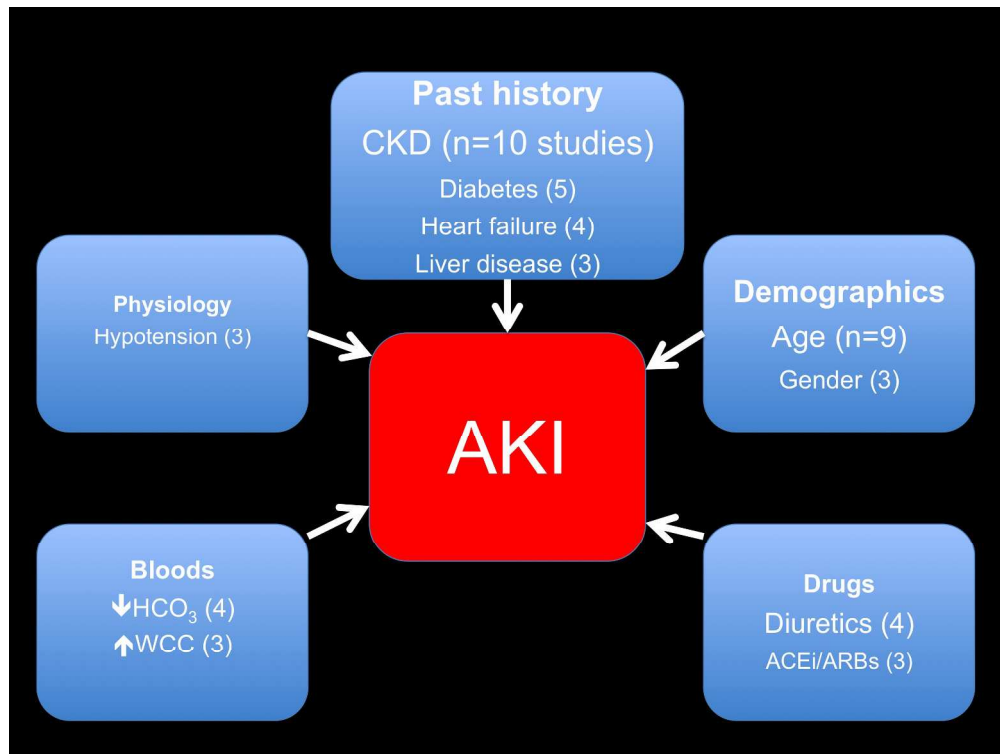 Past history
CKD (n=10 studies)
Diabetes (5)
Heart failure (4)
Liver disease (3)
Physiology
Hypotension (3)
Demographics
Age (n=9)
Gender (3)
AKI
Bloods
↓HCO₃ (4)
↑WCC (3)
Drugs
Diuretics (4)
ACEi/ARBs (3)